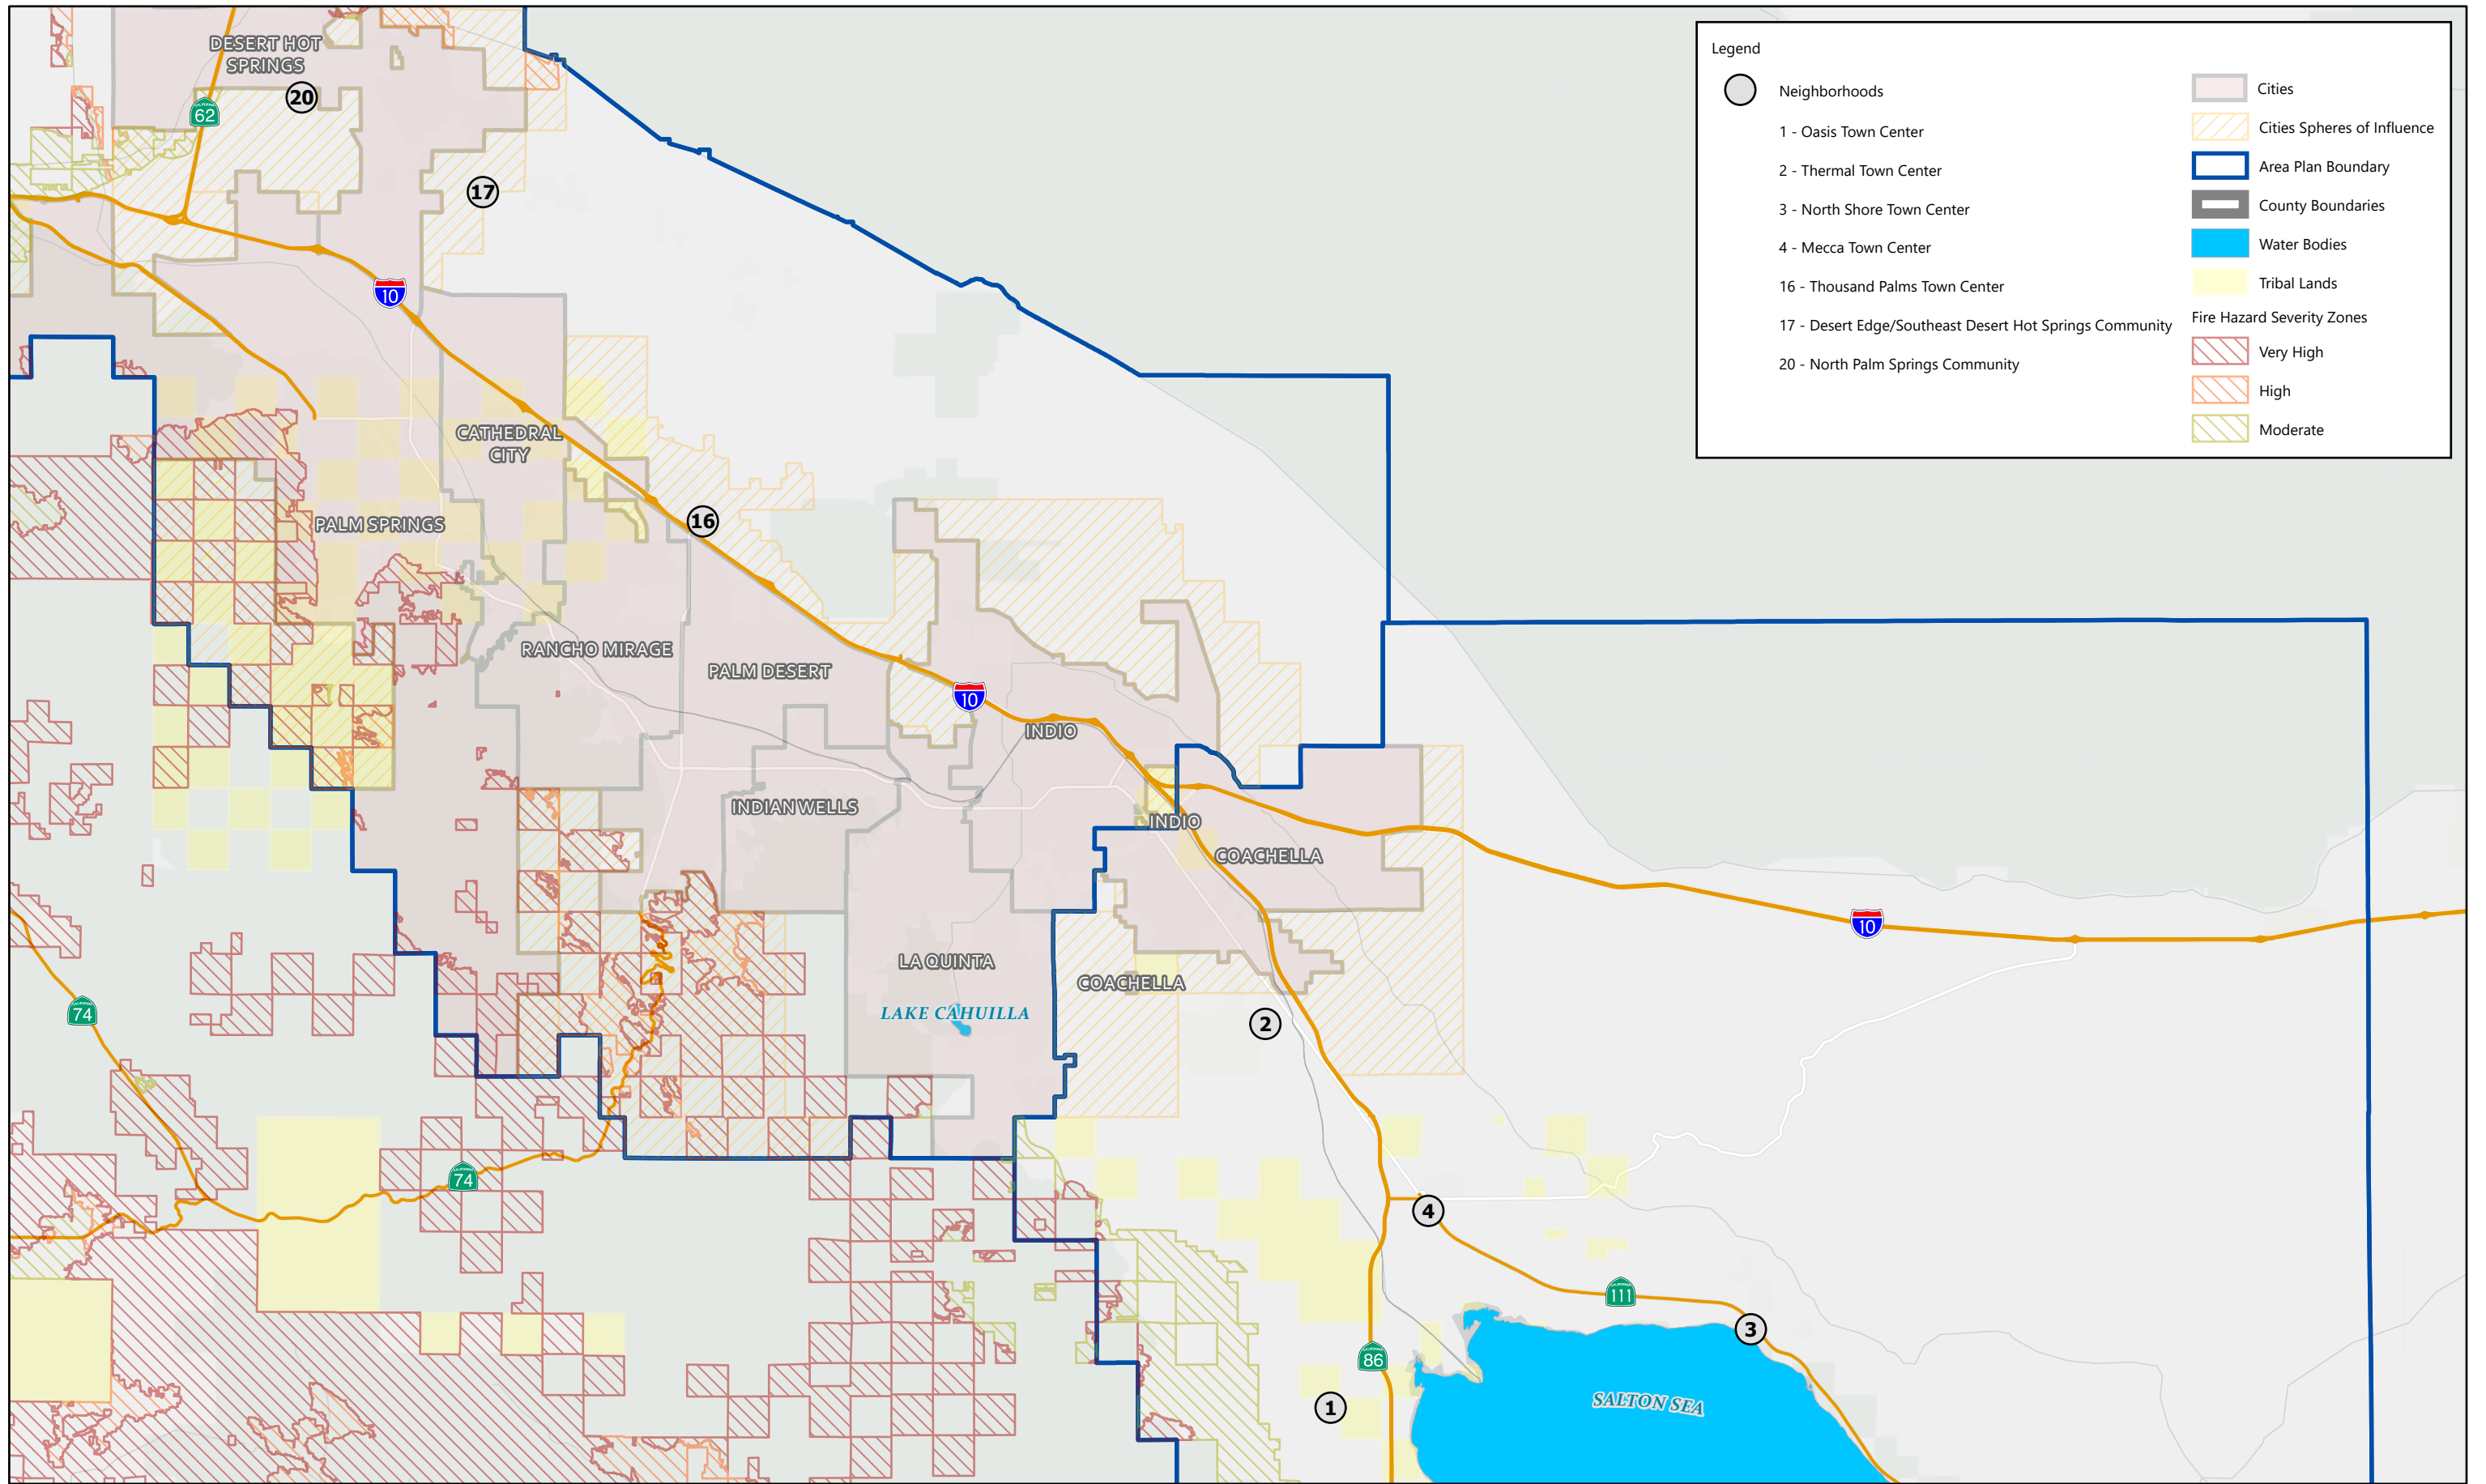 Legend
Neighborhoods
1 - Oasis Town Center
2 - Thermal Town Center
3 - North Shore Town Center
4 - Mecca Town Center
16 - Thousand Palms Town Center
17 - Desert Edge/Southeast Desert Hot Springs Community
20 - North Palm Springs Community
Cities
Cities Spheres of Influence
Area Plan Boundary
County Boundaries
Water Bodies
Tribal Lands
Fire Hazard Severity Zones
Very High
High
Moderate
DESERT HOT
SPRINGS
20
62
17
10
CATHEDRAL
CITY
PALM SPRINGS
16
RANCHO MIRAGE
PALM DESERT
10
INDIO
INDIAN WELLS
INDIO
COACHELLA
10
LA QUINTA
COACHELLA
LAKE CAHUILLA
74
2
74
4
111
3
86
SALTON SEA
1